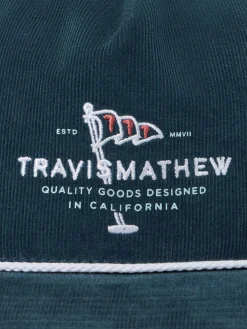 ESTD MMVII
TRAVISMATHEW
QUALITY GOODS DESIGNED
IN CALIFORNIA